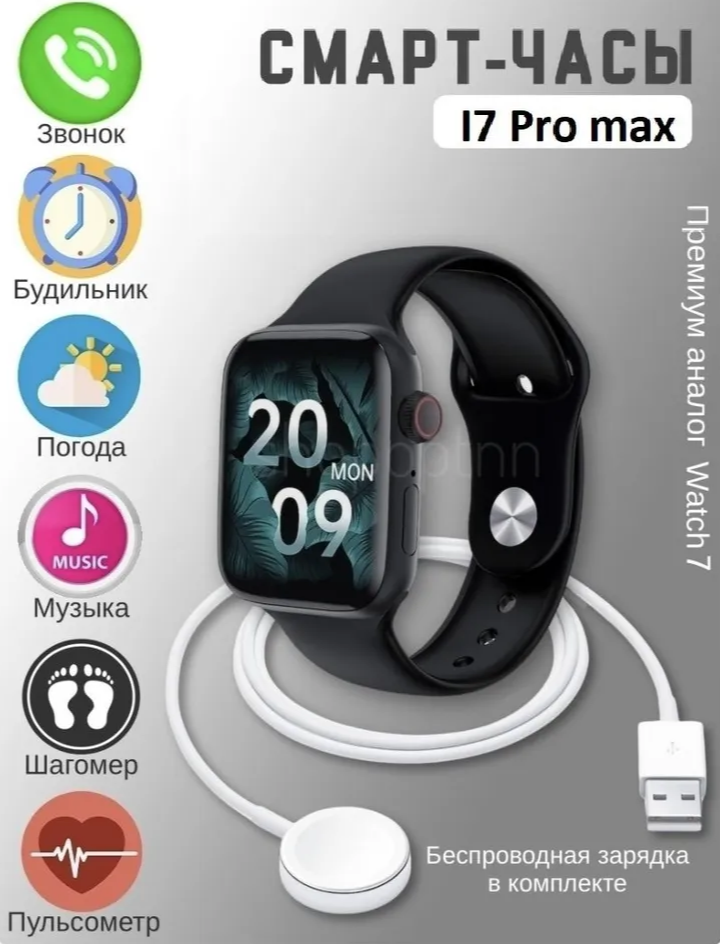 СМАРТ-ЧАСЫ
I7 Pro max
Звонок
Будильник
Погода
MUSIC
Музыка
Шагомер
Пульсометр
Премиум аналог Watch 7
20
MON
09
Беспроводная зарядка
в комплекте